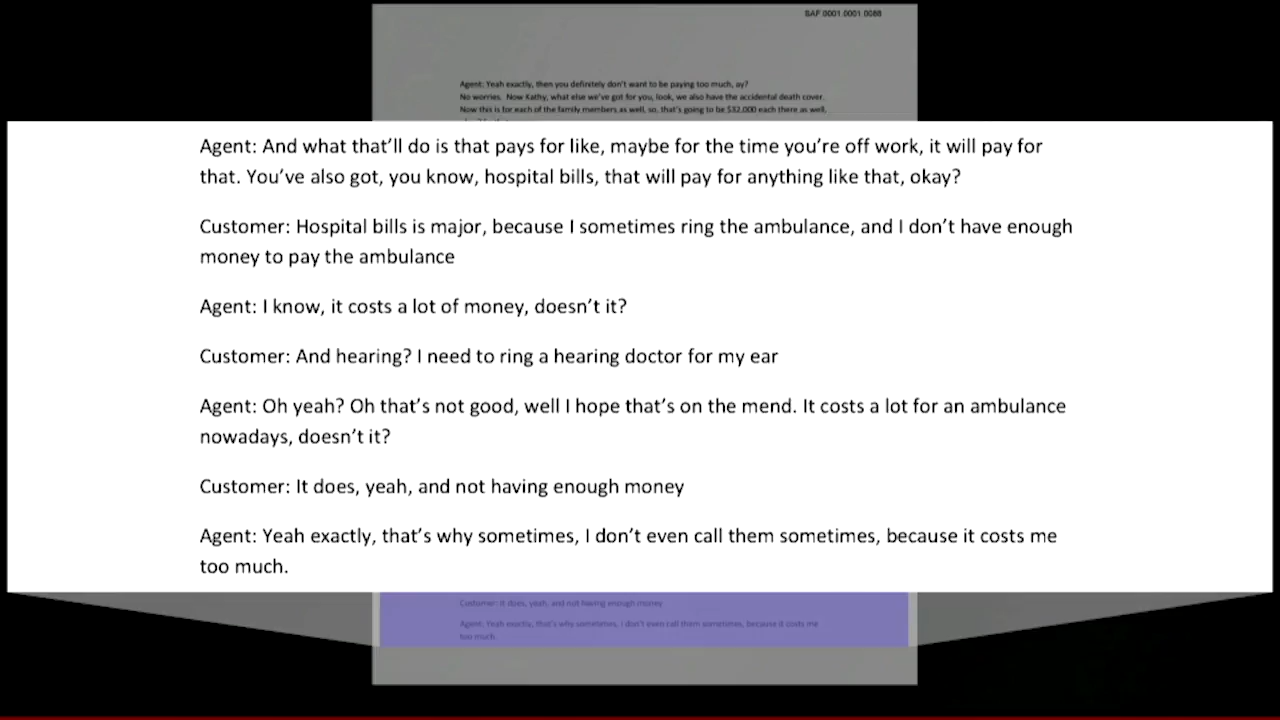 SAF.0001.0001.0088
Agent: Yeah exactly, then you definitely don't want to be paying too much, ay?
No worries. Now Kathy, what else we've got for you, look, we also have the accidental death cover.
Now this is for each of the family members as well, so, that's going to be $32,000 each there as well,
Agent: And what that’ll do is that pays for like, maybe for the time you’re off work, it will pay for
that. You’ve also got, you know, hospital bills, that will pay for anything like that, okay?
Customer: Hospital bills is major, because I sometimes ring the ambulance, and I don’t have enough
money to pay the ambulance
Agent: I know, it costs a lot of money, doesn’t it?
Customer: And hearing? I need to ring a hearing doctor for my ear
Agent: Oh yeah? Oh that’s not good, well I hope that’s on the mend. It costs a lot for an ambulance
nowadays, doesn’t it?
Customer: It does, yeah, and not having enough money
Agent: Yeah exactly, that’s why sometimes, I don’t even call them sometimes, because it costs me
too much.
Customer: It does, yeah, and not having enough money
Agent: Yeah exactly, that's why sometimes, I don't even call them sometimes, because it costs me
too much.